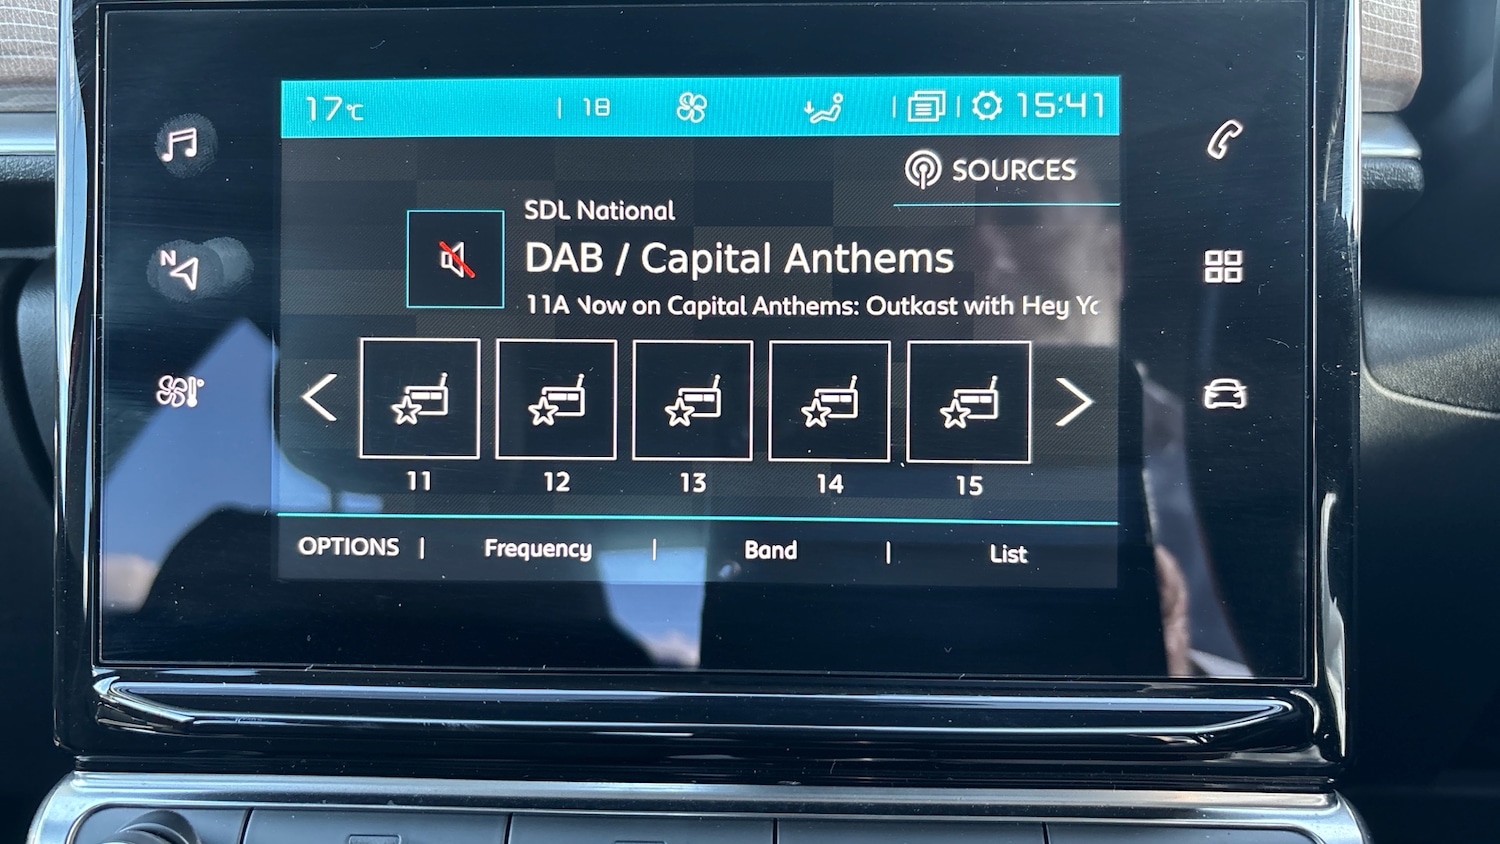 17°C | 18 | | 15:41
SOURCES
SDL National
DAB / Capital Anthems
11A Now on Capital Anthems: Outkast with Hey Yo
N
11 12 13 14 15
OPTIONS | Frequency | Band | List